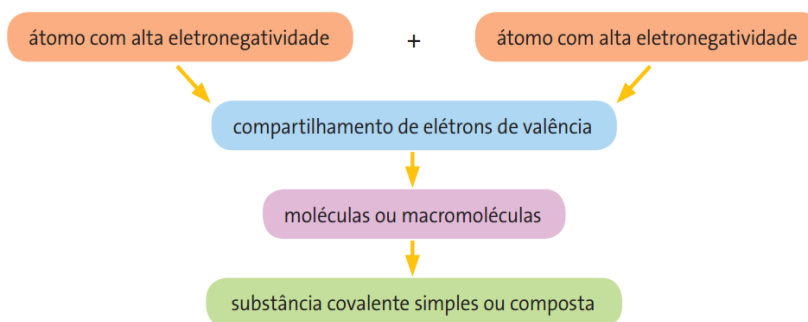 átomo com alta eletronegatividade + átomo com alta eletronegatividade
compartilhamento de elétrons de valência
moléculas ou macromoléculas
substância covalente simples ou composta